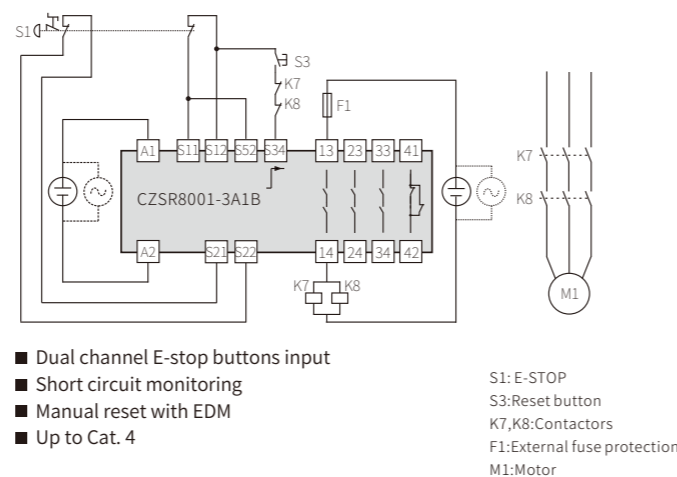 S1
S3
K7
K8
F1
A1
S11
S12
S52
S34
13
23
33
41
K7
CZSR8001-3A1B
K8
A2
S21
S22
14
24
34
42
K7
K8
M1
■ Dual channel E-stop buttons input
■ Short circuit monitoring
■ Manual reset with EDM
■ Up to Cat. 4
S1: E-STOP
S3:Reset button
K7,K8:Contactors
F1:External fuse protection
M1:Motor